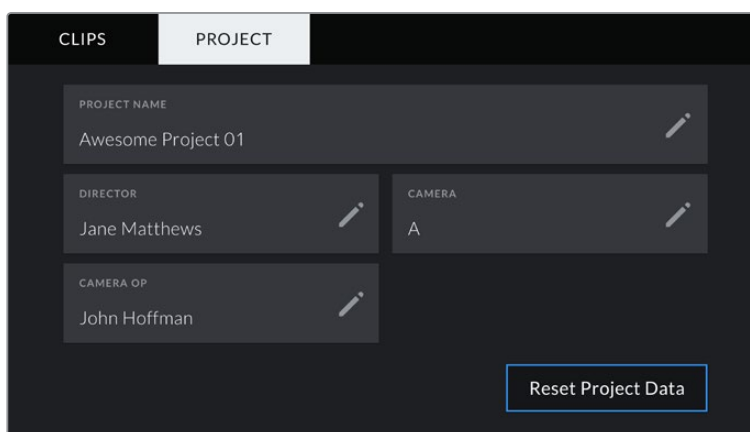 CLIPS PROJECT
PROJECT NAME
Awesome Project 01
DIRECTOR
Jane Matthews
CAMERA
A
CAMERA OP
John Hoffman
Reset Project Data